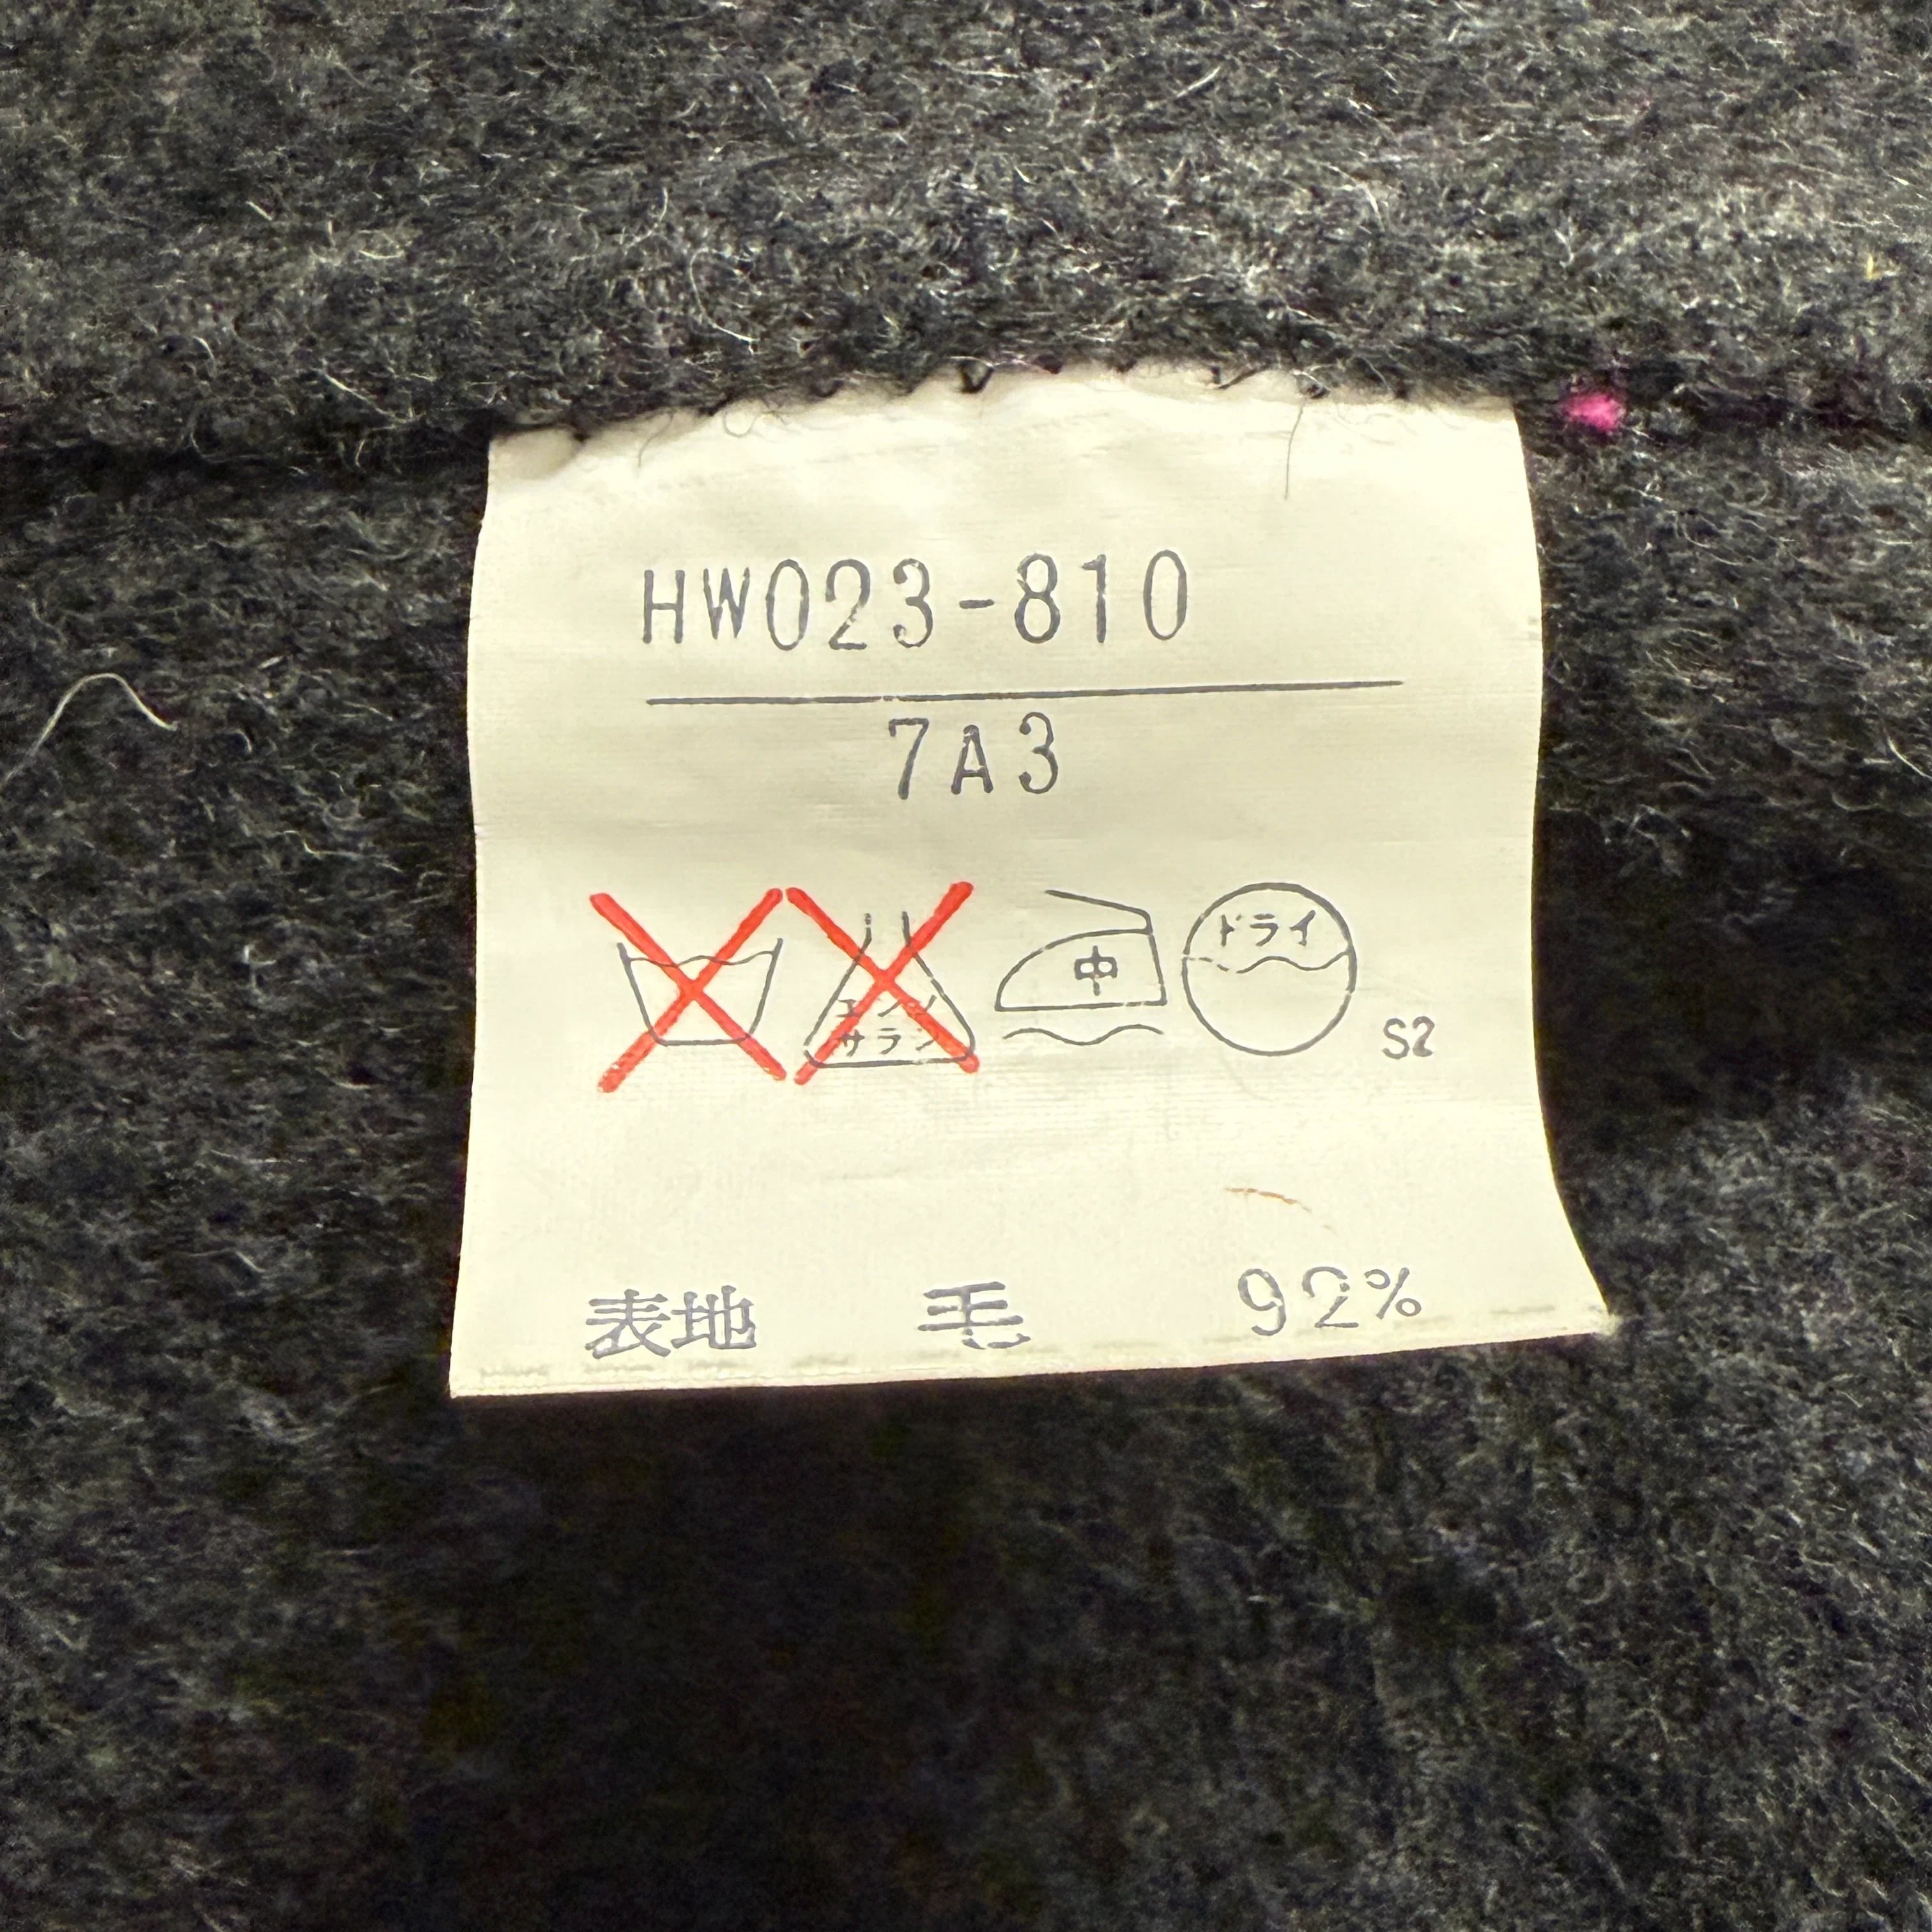 HW023-810
7A3
エンソ
サラシ
中
ドライ
S2
表地 毛 92%